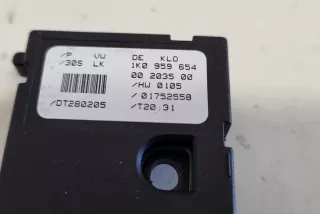 /P VW DE KLO
/30S LK 1K0 959 654
00 2035 00
/HW 0105
/01752558
/DT280205 /T20:31